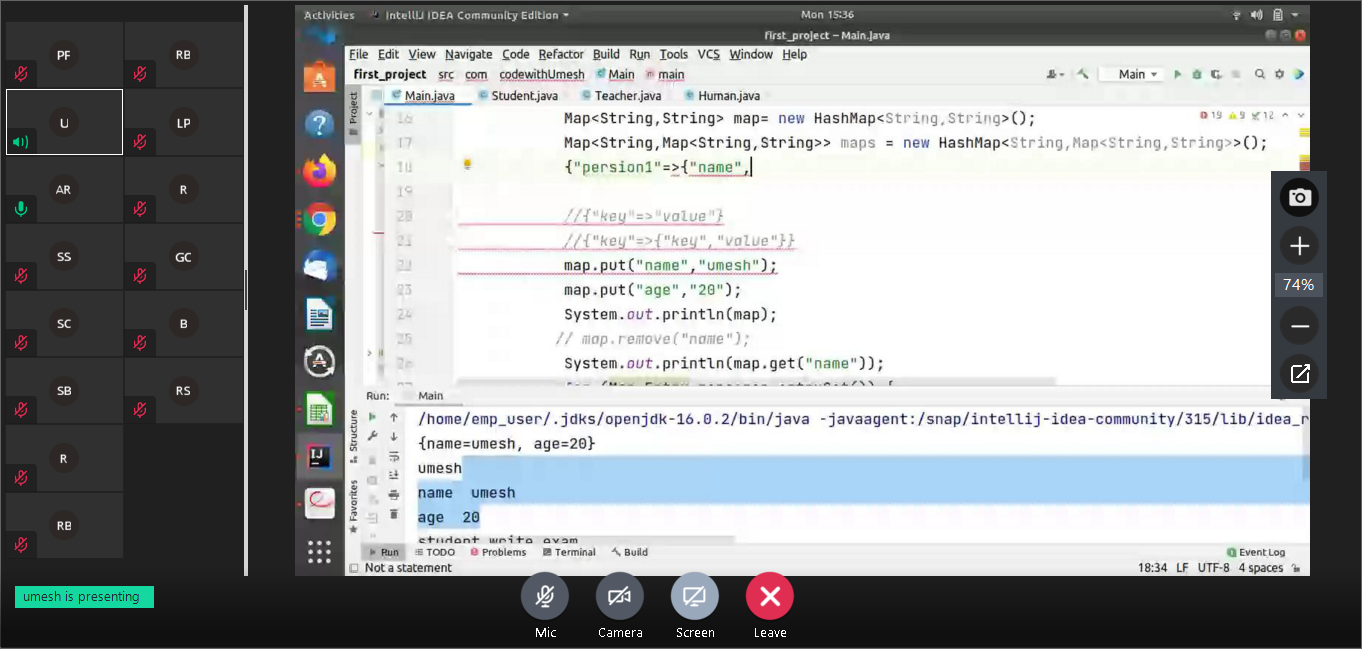 PF
RB
U
LP
AR
R
SS
GC
SC
B
SB
RS
R
RB
umesh is presenting
Activities
IntelliJ IDEA Community Edition
Mon 15:36
first_project – Main.java
File Edit View Navigate Code Refactor Build Run Tools VCS Window Help
first_project src com codewithUmesh Main main
Main
Project
Main.java Student.java Teacher.java Human.java
19 9 12
16 Map<String,String> map= new HashMap<String,String>();
17 Map<String,Map<String,String>> maps = new HashMap<String,Map<String,String>>();
18 {"persion1"=>{"name",
19
20 //{"key"=>"value"}
21 //{"key"=>{"key","value"}}
22 map.put("name","umesh");
23 map.put("age","20");
24 System.out.println(map);
25 // map.remove("name");
26 System.out.println(map.get("name"));
Run: Main
Structure
Favorites
/home/emp_user/.jdks/openjdk-16.0.2/bin/java -javaagent:/snap/intellij-idea-community/315/lib/idea_r
{name=umesh, age=20}
umesh
name umesh
age 20
student write exam
Run TODO Problems Terminal Build Event Log
Not a statement 18:34 LF UTF-8 4 spaces
74%
Mic
Camera
Screen
Leave